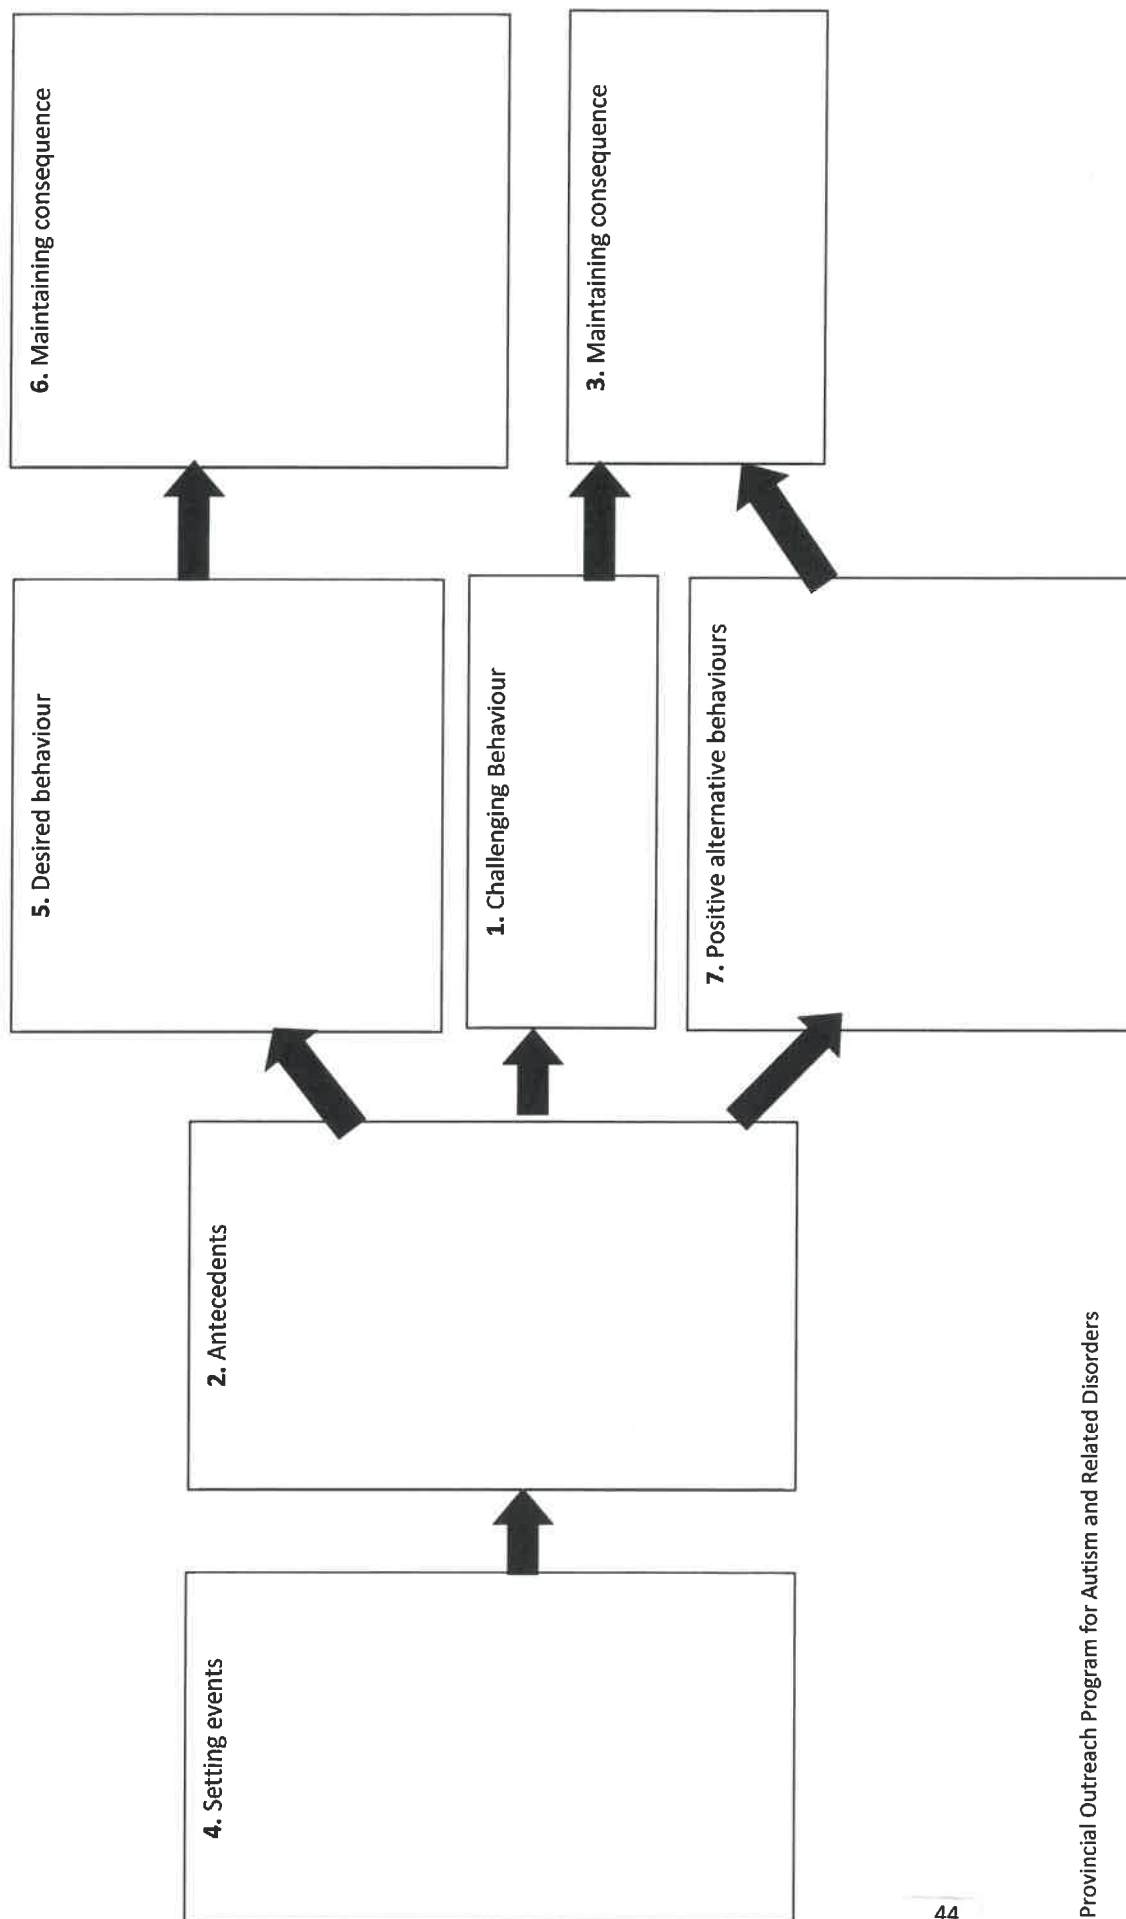 4. Setting events
2. Antecedents
5. Desired behaviour
1. Challenging Behaviour
7. Positive alternative behaviours
6. Maintaining consequence
3. Maintaining consequence
Provincial Outreach Program for Autism and Related Disorders
44